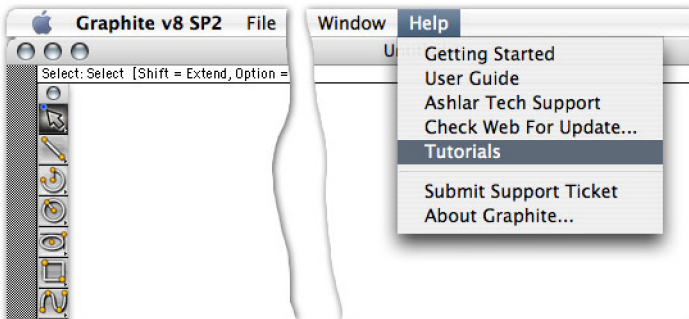 Graphite v8 SP2 File Window Help
Select: Select [Shift = Extend, Option =
Getting Started
User Guide
Ashlar Tech Support
Check Web For Update...
Tutorials
Submit Support Ticket
About Graphite...